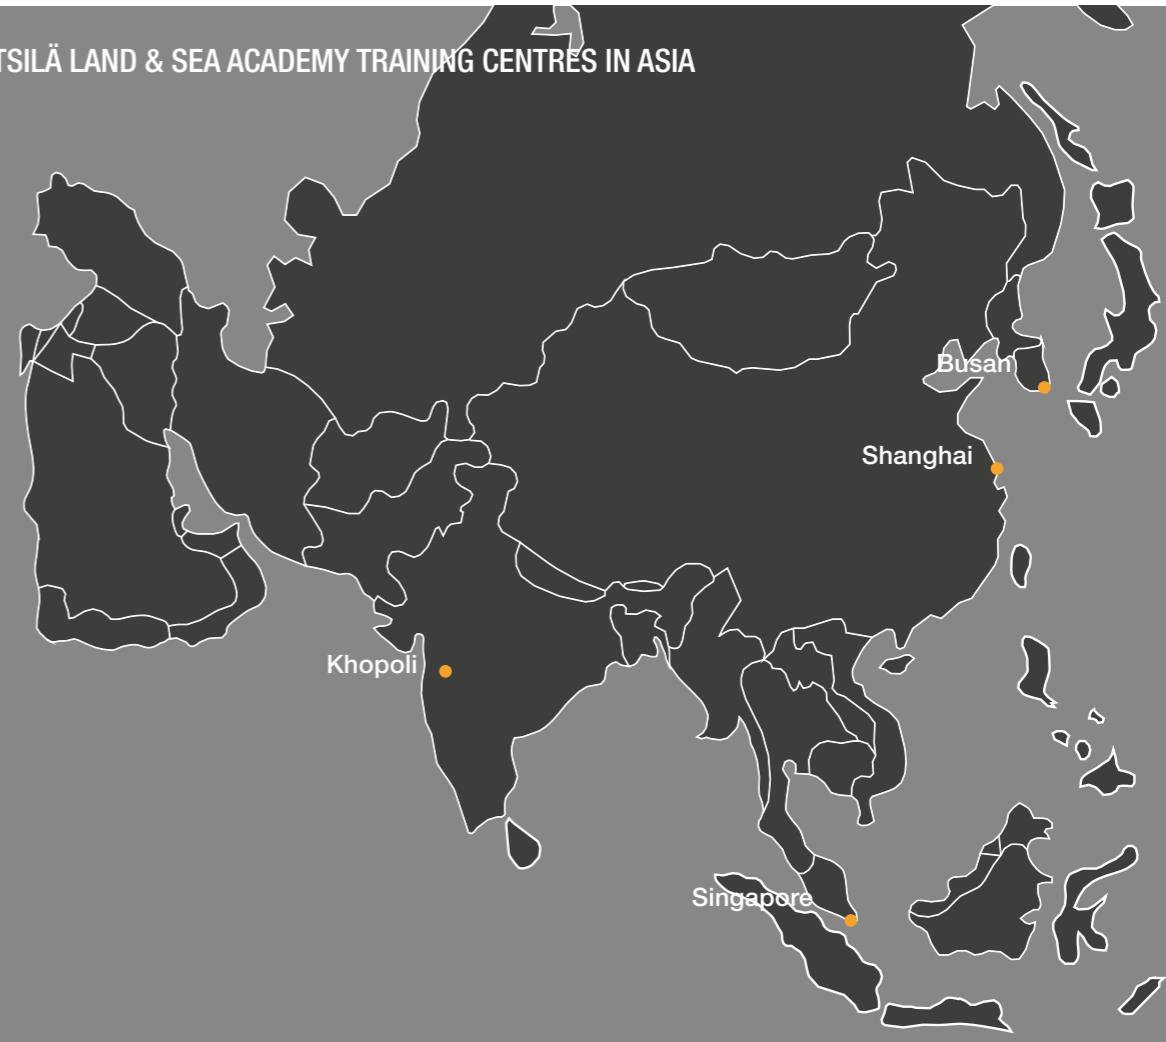 TSILÄ LAND & SEA ACADEMY TRAINING CENTRES IN ASIA
Busan
Shanghai
Khopoli
Singapore